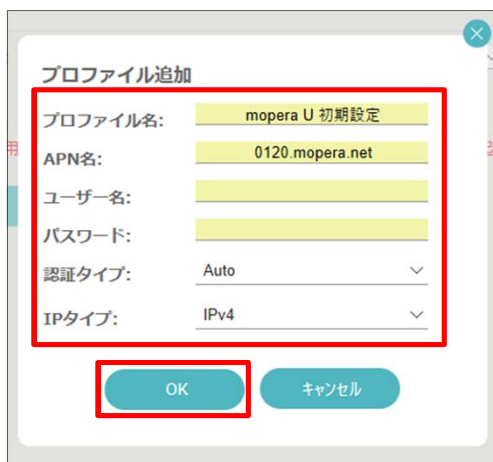 プロファイル追加
プロファイル名: mopera U 初期設定
APN名: 0120.mopera.net
ユーザー名:
パスワード:
認証タイプ: Auto
IPタイプ: IPv4
OK キャンセル